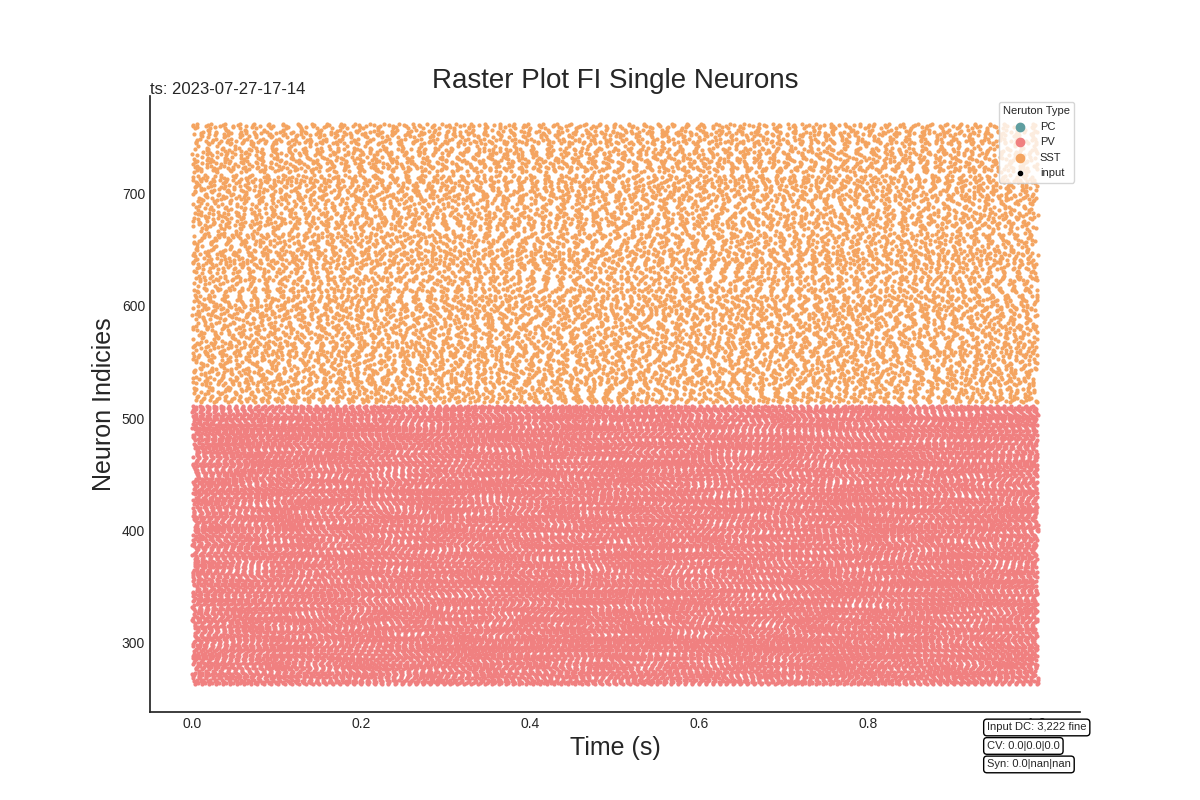 Raster Plot FI Single Neurons
ts: 2023-07-27-17-14
Neruton Type
PC
PV
SST
input
700
600
500
400
300
Neuron Indicies
0.0
0.2
0.4
0.6
0.8
Time (s)
Input DC: 3,222 fine
CV: 0.0|0.0|0.0
Syn: 0.0|nan|nan